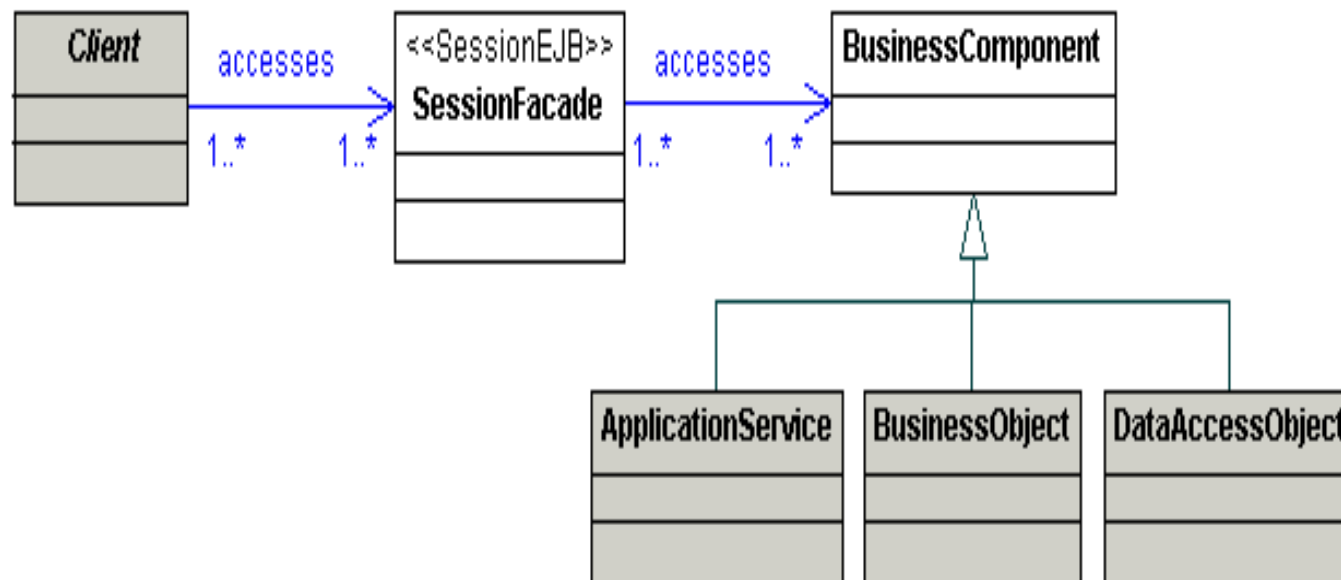 Client
accesses
1..*
1..*
<<SessionEJB>>
SessionFacade
accesses
1..*
1..*
BusinessComponent
ApplicationService
BusinessObject
DataAccessObject